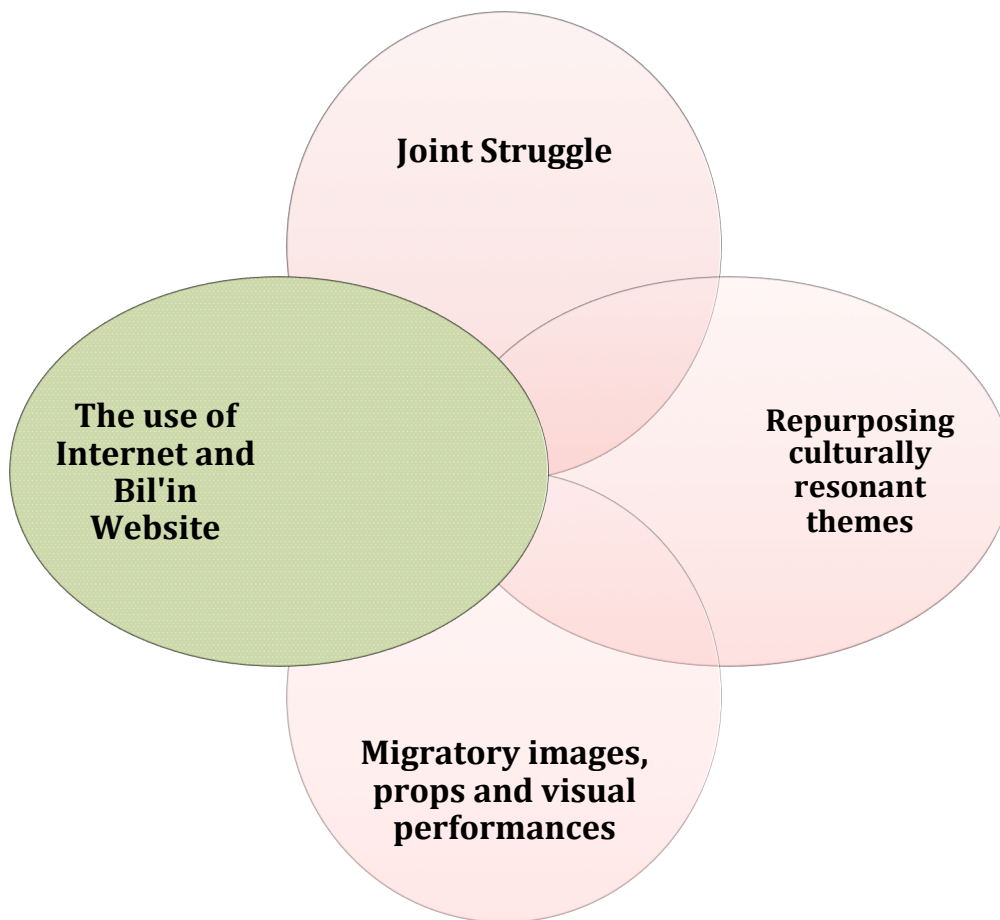 Joint Struggle
The use of
Internet and
Bil'in
Website
Repurposing
culturally
resonant
themes
Migratory images,
props and visual
performances